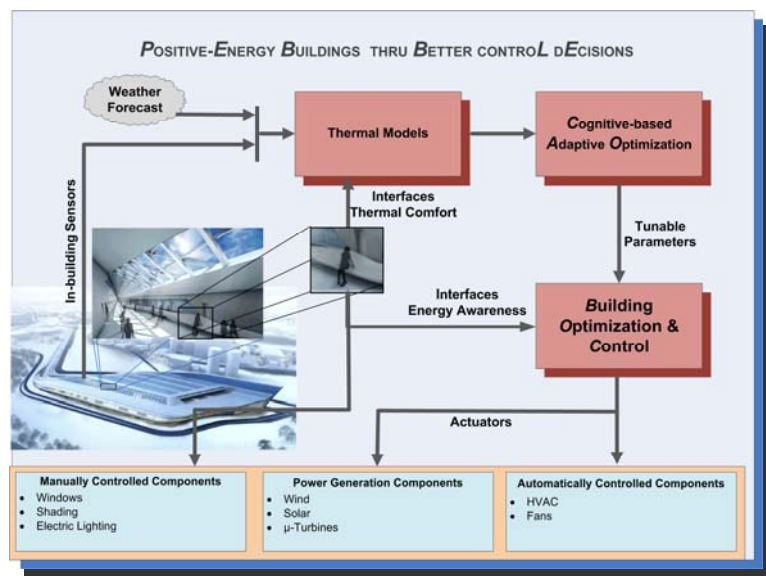 POSITIVE-ENERGY BUILDINGS THRU BETTER CONTROL DECISIONS
Weather
Forecast
Thermal Models
Cognitive-based
Adaptive Optimization
In-building Sensors
Interfaces
Thermal Comfort
Tunable
Parameters
Interfaces
Energy Awareness
Building
Optimization &
Control
Actuators
Manually Controlled Components
• Windows
• Shading
• Electric Lighting
Power Generation Components
• Wind
• Solar
• µ-Turbines
Automatically Controlled Components
• HVAC
• Fans